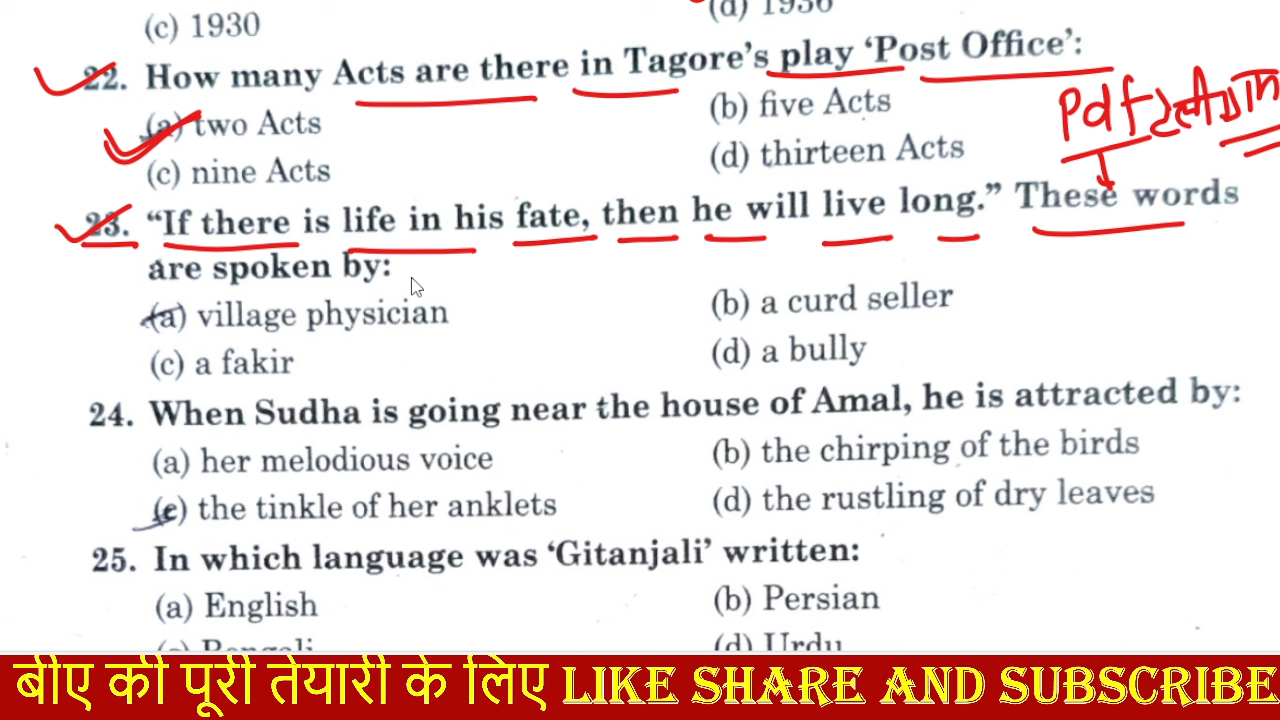 (c) 1930
(d) 1936
22. How many Acts are there in Tagore's play 'Post Office':
(a) two Acts
(b) five Acts
(c) nine Acts
(d) thirteen Acts
Pdf
23. "If there is life in his fate, then he will live long." These words
are spoken by:
(a) village physician
(b) a curd seller
(c) a fakir
(d) a bully
24. When Sudha is going near the house of Amal, he is attracted by:
(a) her melodious voice
(b) the chirping of the birds
(c) the tinkle of her anklets
(d) the rustling of dry leaves
25. In which language was 'Gitanjali' written:
(a) English
(b) Persian
(c) Bengali
(d) Urdu
बीए की पूरी तेयारी के लिए LIKE SHARE AND SUBSCRIBE